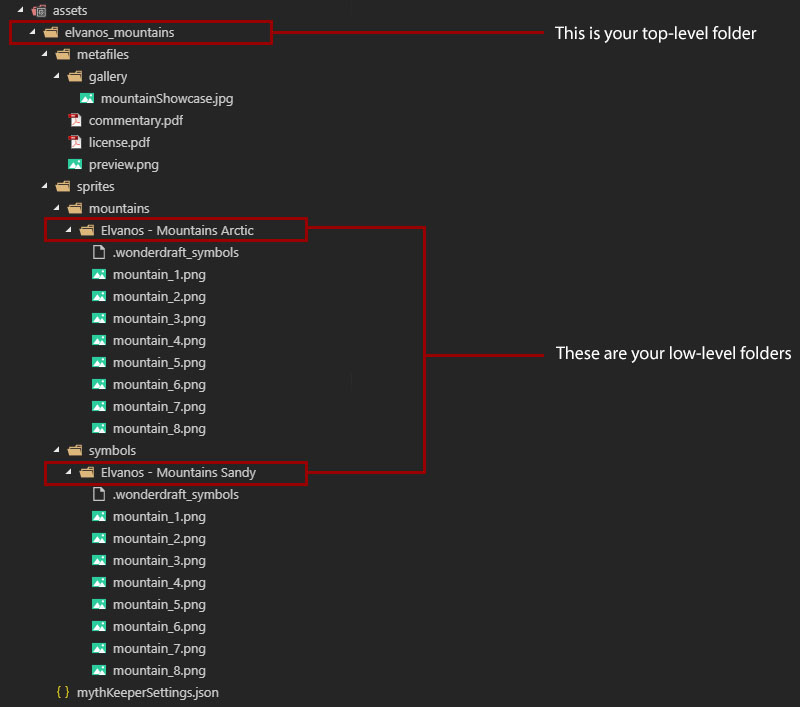 assets
elvanos_mountains
This is your top-level folder
metafiles
gallery
mountainShowcase.jpg
commentary.pdf
license.pdf
preview.png
sprites
mountains
Elvanos - Mountains Arctic
.wonderdraft_symbols
mountain_1.png
mountain_2.png
mountain_3.png
mountain_4.png
These are your low-level folders
mountain_5.png
mountain_6.png
mountain_7.png
mountain_8.png
symbols
Elvanos - Mountains Sandy
.wonderdraft_symbols
mountain_1.png
mountain_2.png
mountain_3.png
mountain_4.png
mountain_5.png
mountain_6.png
mountain_7.png
mountain_8.png
{ } mythKeeperSettings.json